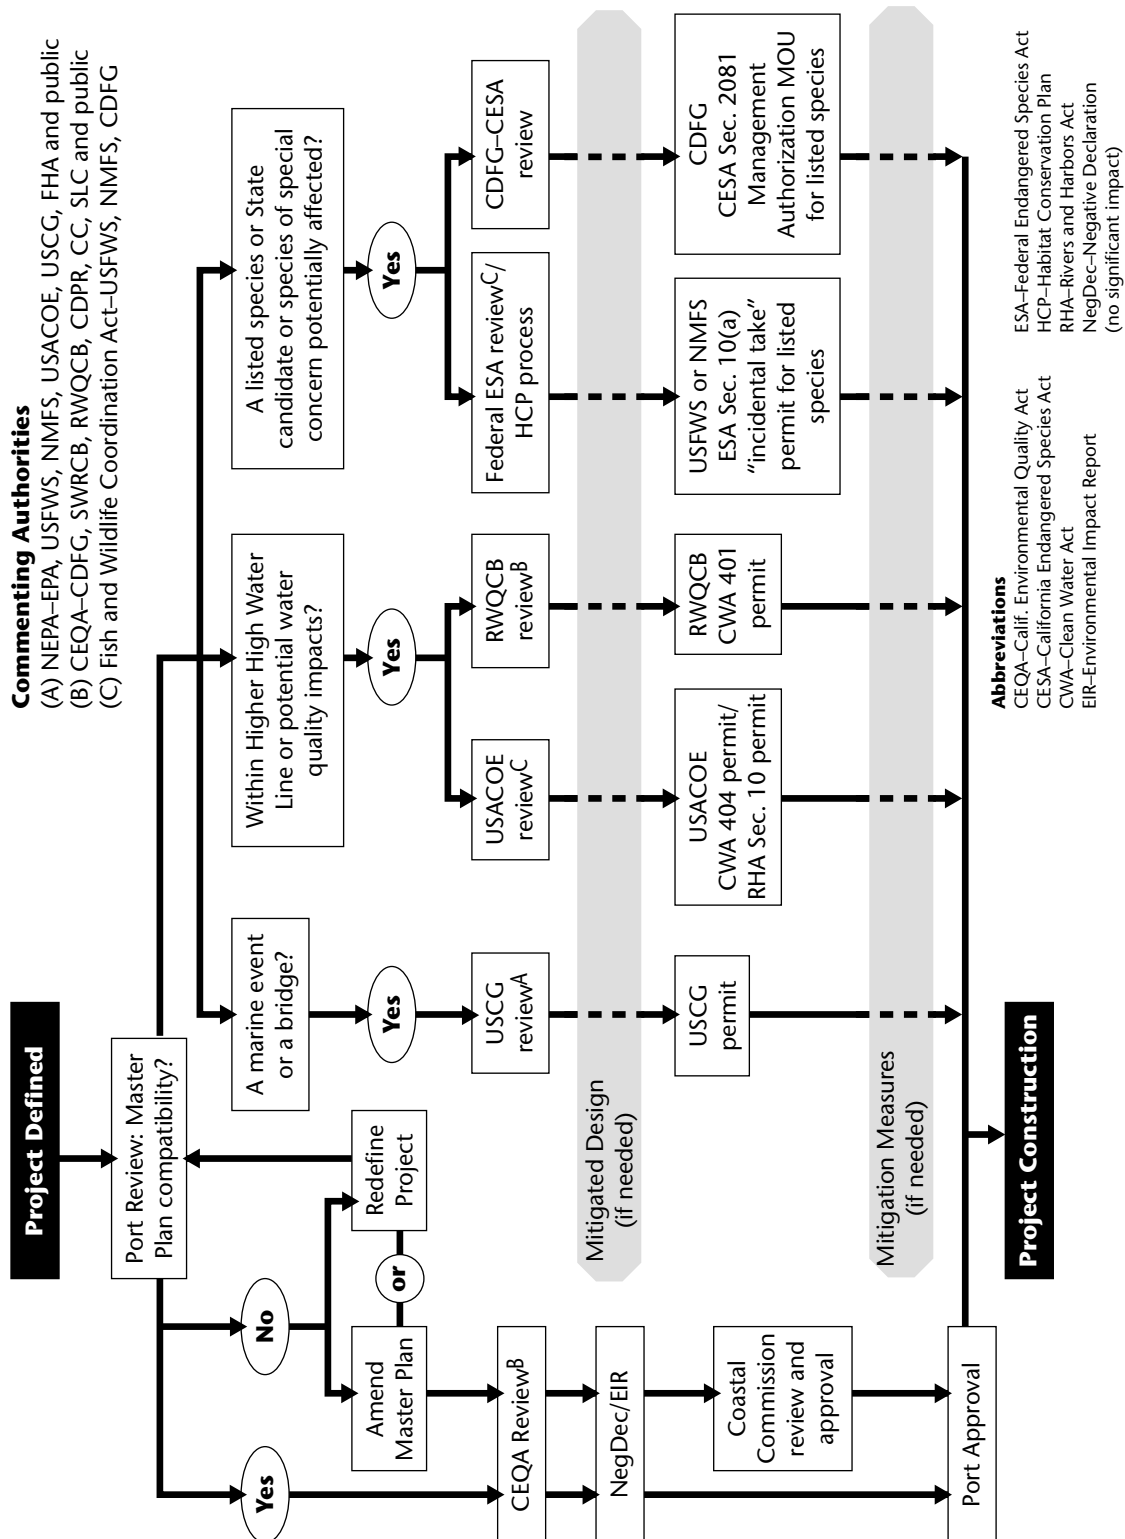 Commenting Authorities
(A) NEPA–EPA, USFWS, NMFS, USACOE, USCG, FHA and public
(B) CEQA–CDFG, SWRCB, RWQCB, CDPR, CC, SLC and public
(C) Fish and Wildlife Coordination Act–USFWS, NMFS, CDFG
Project Defined
Port Review: Master
Plan compatibility?
Yes
No
Amend
Master Plan
or
Redefine
Project
CEQA ReviewB
NegDec/EIR
Coastal
Commission
review and
approval
Port Approval
A marine event
or a bridge?
Yes
USCG
reviewA
USCG
permit
Within Higher High Water
Line or potential water
quality impacts?
Yes
USACOE
reviewC
RWQCB
reviewB
USACOE
CWA 404 permit/
RHA Sec. 10 permit
RWQCB
CWA 401
permit
A listed species or State
candidate or species of special
concern potentially affected?
Yes
Federal ESA reviewC/
HCP process
CDFG–CESA
review
USFWS or NMFS
ESA Sec. 10(a)
“incidental take”
permit for listed
species
CDFG
CESA Sec. 2081
Management
Authorization MOU
for listed species
Mitigated Design
(if needed)
Mitigation Measures
(if needed)
Project Construction
Abbreviations
CEQA–Calif. Environmental Quality Act
CESA–California Endangered Species Act
CWA–Clean Water Act
EIR–Environmental Impact Report
ESA–Federal Endangered Species Act
HCP–Habitat Conservation Plan
RHA–Rivers and Harbors Act
NegDec–Negative Declaration
(no significant impact)